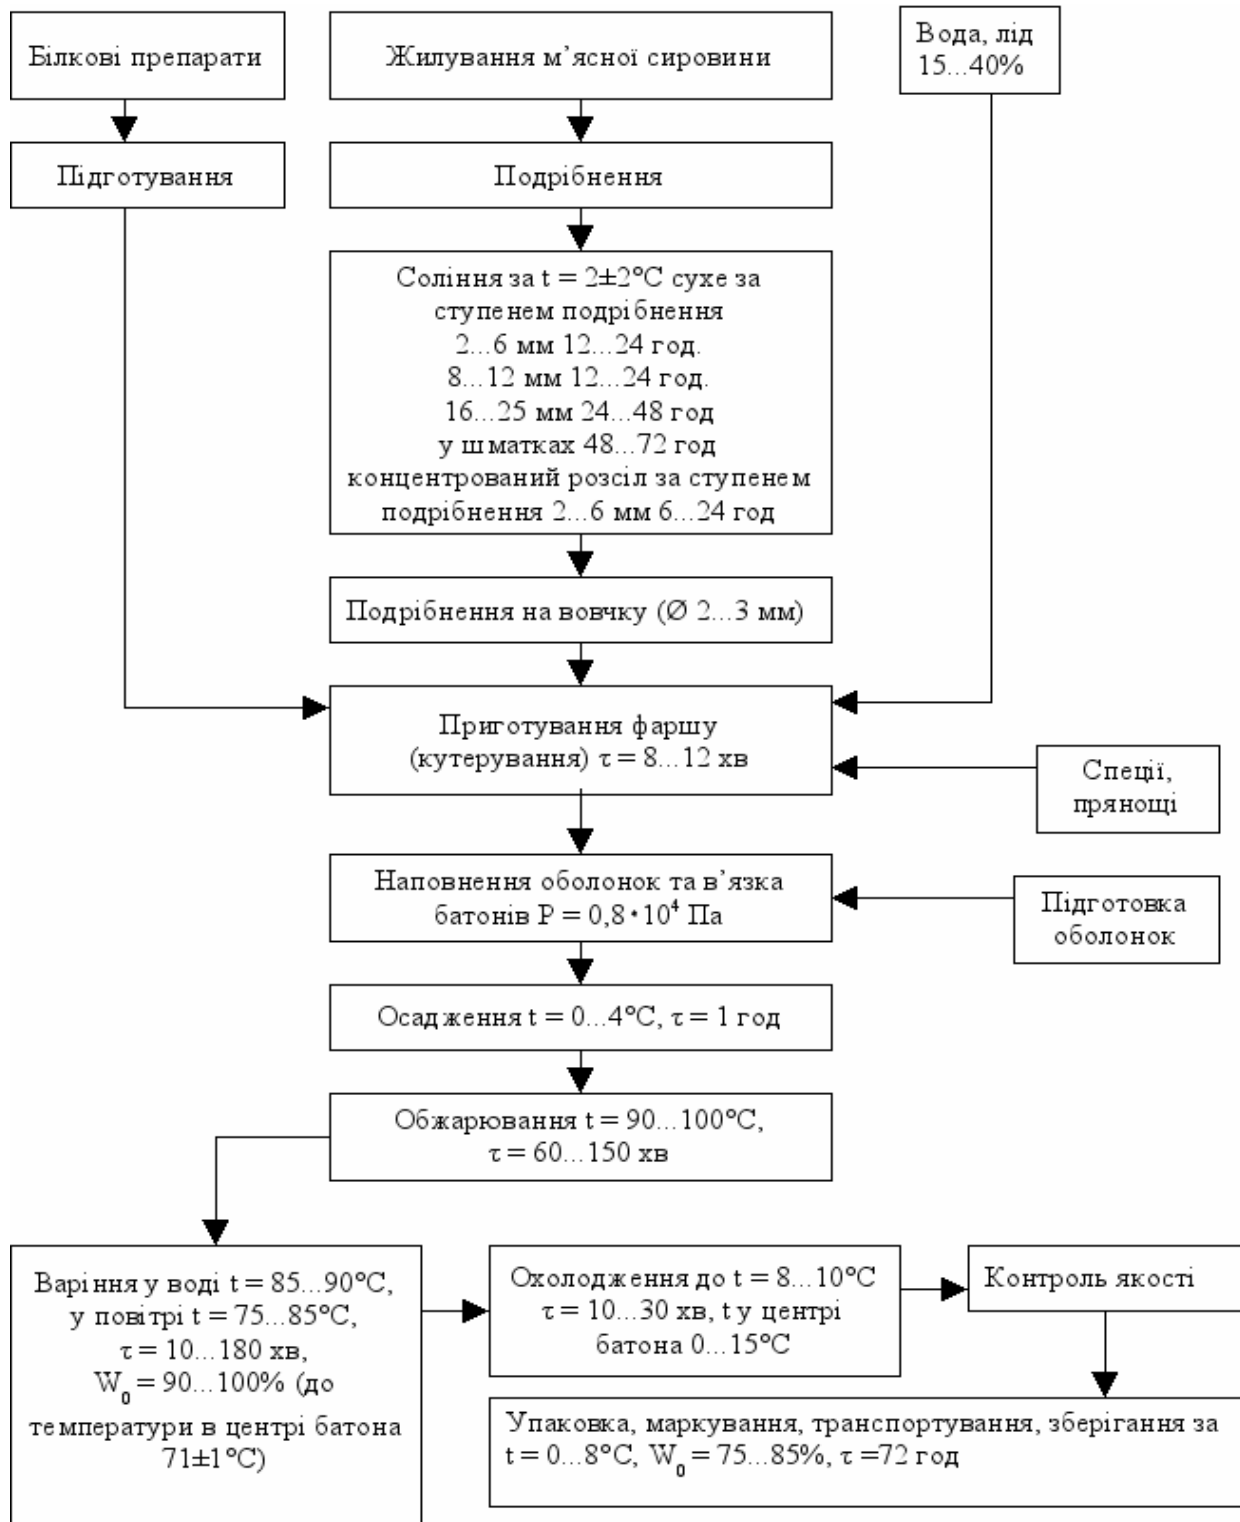 Білкові препарати
Жилування м’ясної сировини
Вода, лід
15...40%
Підготування
Подрібнення
Соління за t = 2±2°C сухе за
ступенем подрібнення
2...6 мм 12...24 год.
8...12 мм 12...24 год.
16...25 мм 24...48 год
у шматках 48...72 год
концентрований розсіл за ступенем
подрібнення 2...6 мм 6...24 год
Подрібнення на вовчку (Ø 2...3 мм)
Приготування фаршу
(кутерування) τ = 8...12 хв
Спеції,
прянощі
Наповнення оболонок та в’язка
батонів P = 0,8•10⁴ Па
Підготовка
оболонок
Осадження t = 0...4°C, τ = 1 год
Обжарювання t = 90...100°C,
τ = 60...150 хв
Варіння у воді t = 85...90°C,
у повітрі t = 75...85°C,
τ = 10...180 хв,
W₀ = 90...100% (до
температури в центрі батона
71±1°C)
Охолодження до t = 8...10°C
τ = 10...30 хв, t у центрі
батона 0...15°C
Контроль якості
Упаковка, маркування, транспортування, зберігання за
t = 0...8°C, W₀ = 75...85%, τ =72 год